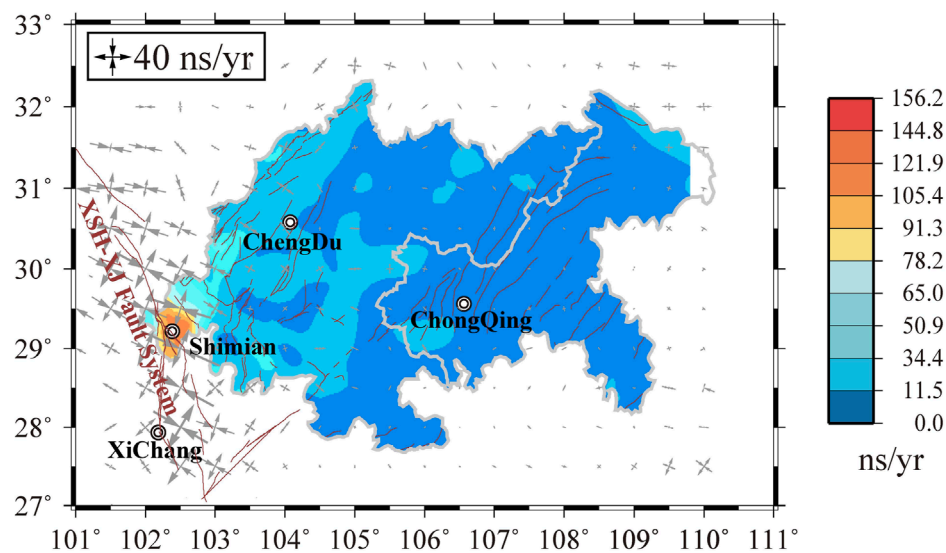 33°
32°
31°
30°
29°
28°
27°
40 ns/yr
XSH-XJ Fault System
ChengDu
ChongQing
Shimian
XiChang
101° 102° 103° 104° 105° 106° 107° 108° 109° 110° 111°
156.2
144.8
121.9
105.4
91.3
78.2
65.0
50.9
34.4
11.5
0.0
ns/yr